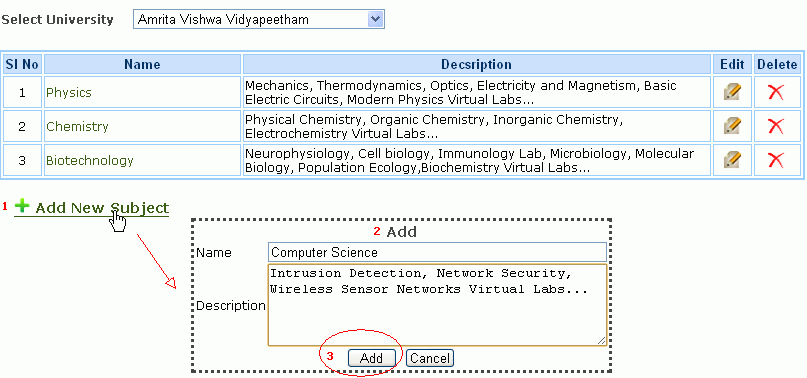 Select University Amrita Vishwa Vidyapeetham
Sl No Name Decsription Edit Delete
1 Physics Mechanics, Thermodynamics, Optics, Electricity and Magnetism, Basic
Electric Circuits, Modern Physics Virtual Labs...
2 Chemistry Physical Chemistry, Organic Chemistry, Inorganic Chemistry,
Electrochemistry Virtual Labs...
3 Biotechnology Neurophysiology, Cell biology, Immunology Lab, Microbiology, Molecular
Biology, Population Ecology,Biochemistry Virtual Labs...
1 Add New Subject
2 Add
Name Computer Science
Description Intrusion Detection, Network Security,
Wireless Sensor Networks Virtual Labs...
3 Add Cancel